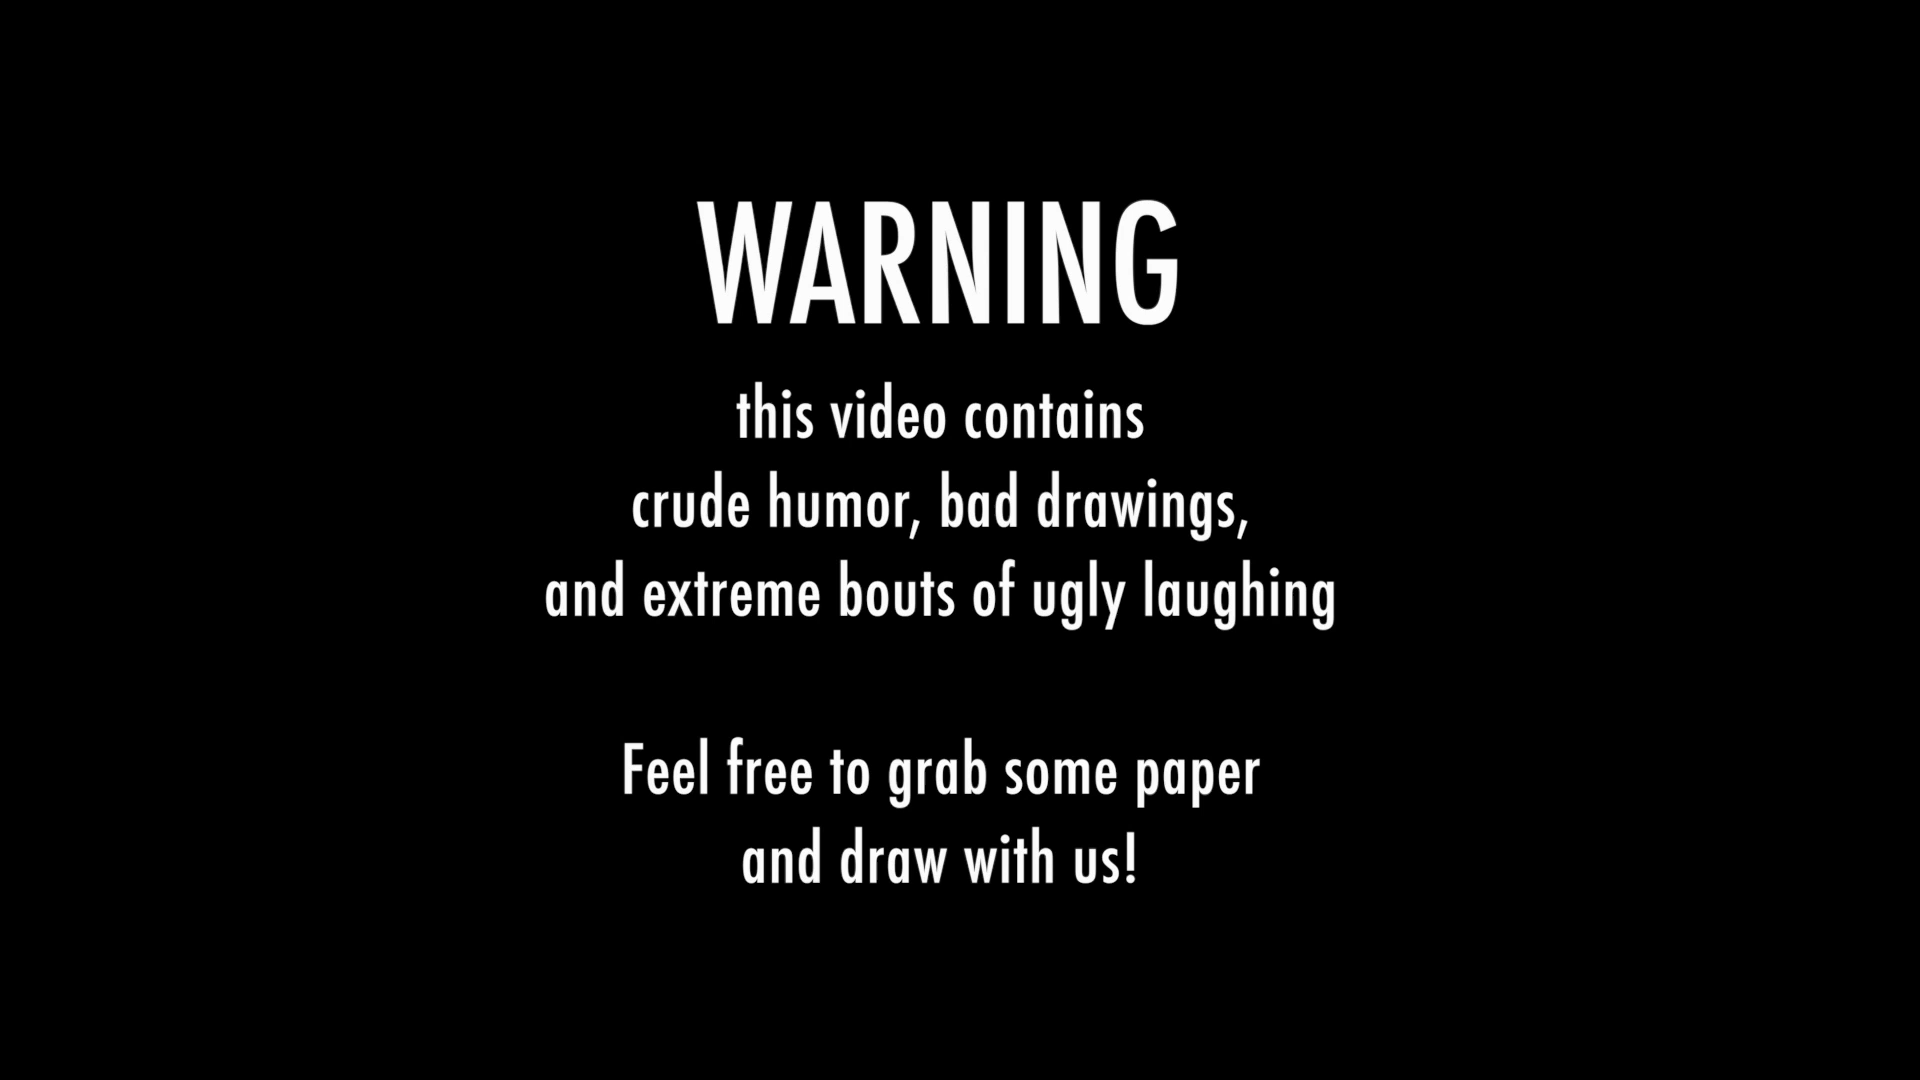 WARNING
this video contains
crude humor, bad drawings,
and extreme bouts of ugly laughing
Feel free to grab some paper
and draw with us!